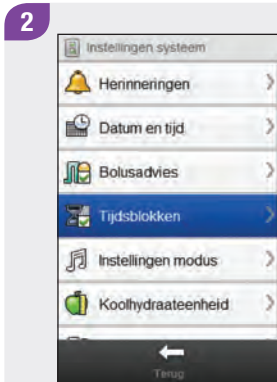 2
Instellingen systeem
Herinneringen
Datum en tijd
Bolusadvies
Tijdsblokken
Instellingen modus
Koolhydraateenheid
Terug